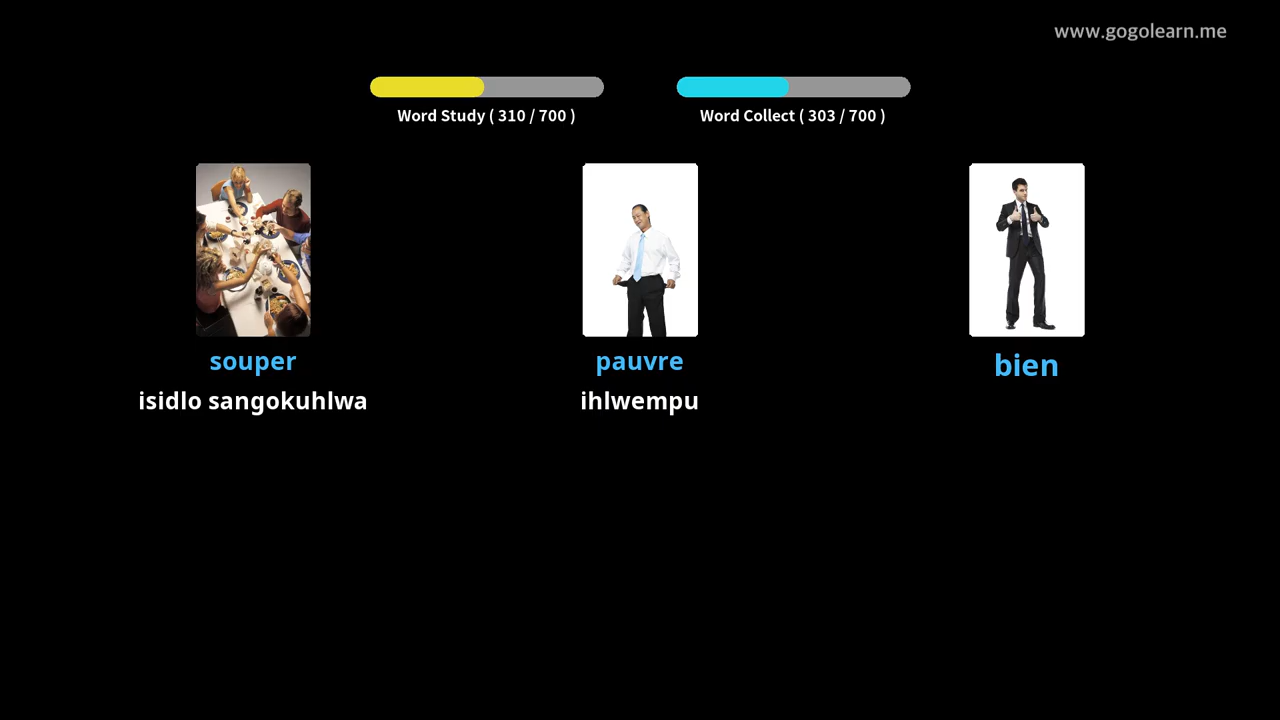 www.gogolearn.me
Word Study ( 310 / 700 )
Word Collect ( 303 / 700 )
souper
pauvre
bien
isidlo sangokuhlwa
ihlwempu